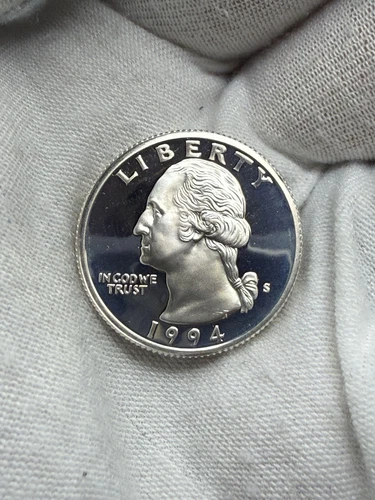 LIBERTY
IN GOD WE
TRUST
S
1994